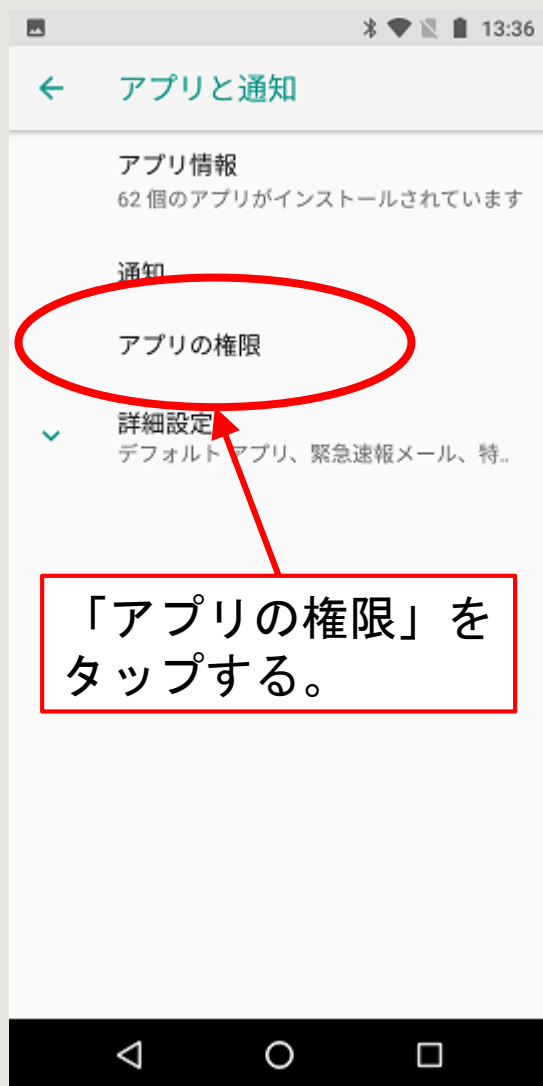 13:36
アプリと通知
アプリ情報
62 個のアプリがインストールされています
通知
アプリの権限
詳細設定
デフォルト アプリ、緊急速報メール、特..
「アプリの権限」を
タップする。